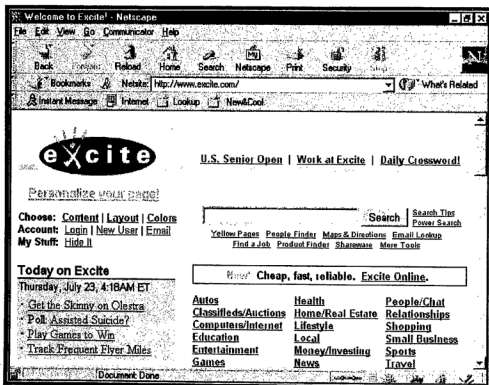 Welcome to Excite! - Netscape
File Edit View Go Communicator Help
Back Forward Reload Home Search Netscape Print Security Stop
Bookmarks Netsite: http://www.excite.com/ What's Related
Instant Message Internet Lookup New&Cool
excite
U.S. Senior Open | Work at Excite | Daily Crossword!
Personalize your page!
Choose: Content | Layout | Colors
Account: Login | New User | Email
My Stuff: Hide It
Search Search Tips
Power Search
Yellow Pages People Finder Maps & Directions Email Lookup
Find a Job Product Finder Shareware More Tools
Today on Excite
Thursday, July 23, 4:18AM ET
· Get the Skinny on Olestra
· Poll: Assisted Suicide?
· Play Games to Win
· Track Frequent Flyer Miles
New! Cheap, fast, reliable. Excite Online.
Autos Health People/Chat
Classifieds/Auctions Home/Real Estate Relationships
Computers/Internet Lifestyle Shopping
Education Local Small Business
Entertainment Money/Investing Sports
Games News Travel
Document: Done